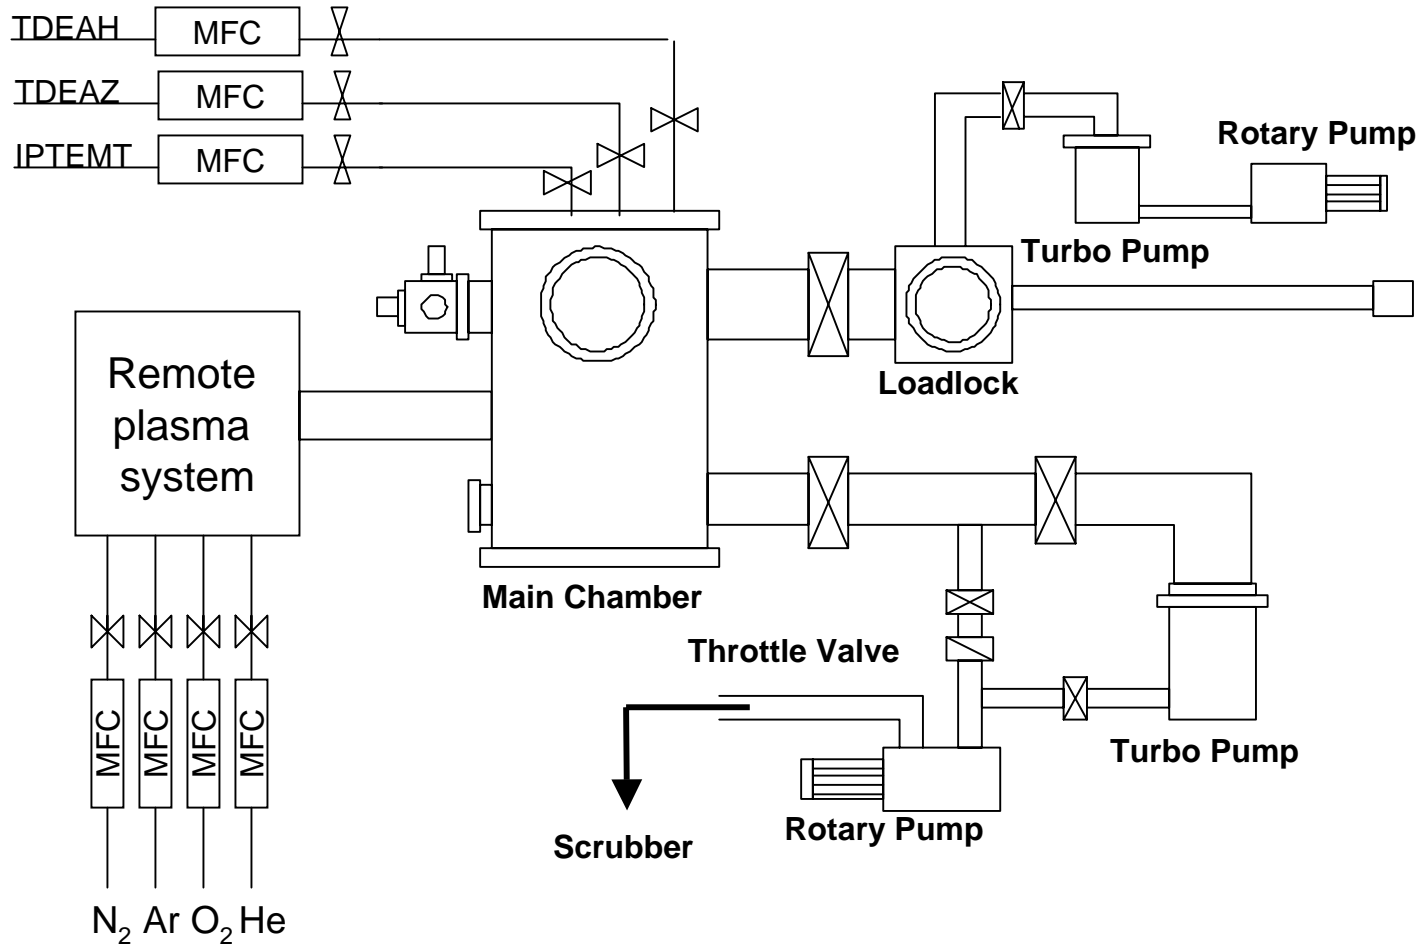 TDEAH
MFC
TDEAZ
MFC
IPTEMT
MFC
Rotary Pump
Turbo Pump
Loadlock
Remote
plasma
system
Main Chamber
Throttle Valve
MFC
MFC
MFC
MFC
Turbo Pump
Rotary Pump
Scrubber
N2 Ar O2 He